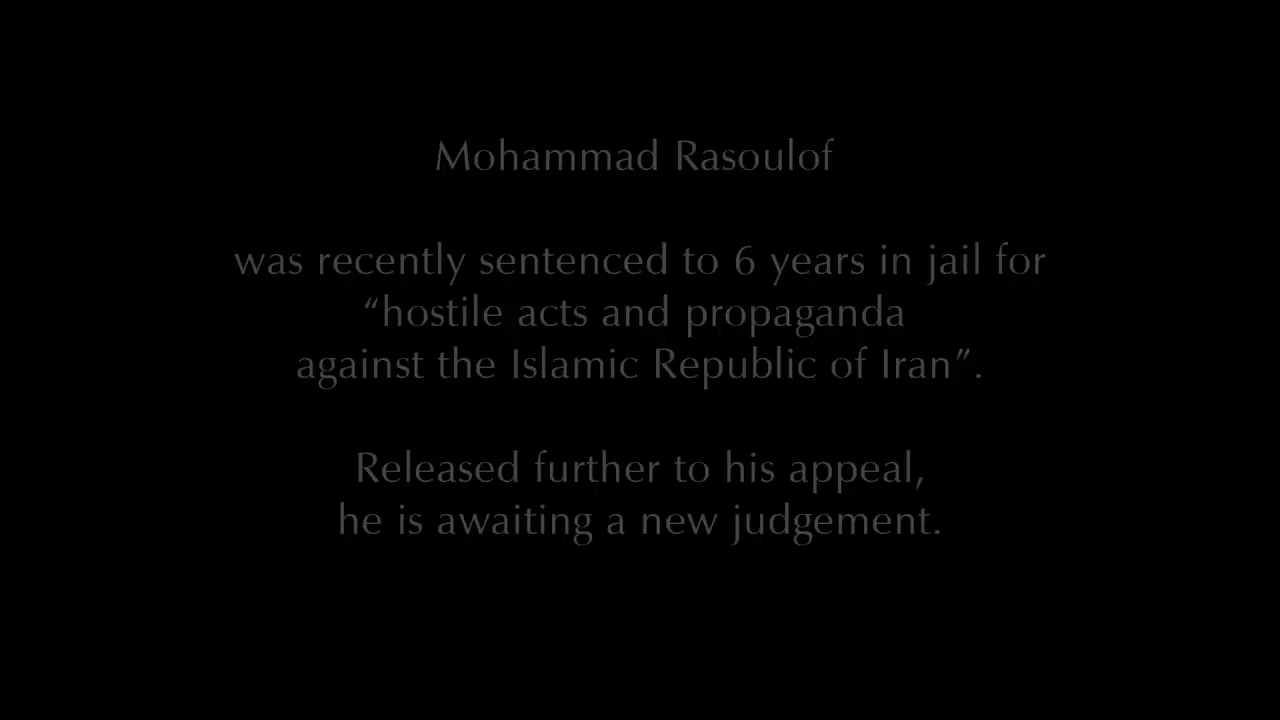 Mohammad Rasoulof
was recently sentenced to 6 years in jail for
“hostile acts and propaganda
against the Islamic Republic of Iran”.
Released further to his appeal,
he is awaiting a new judgement.